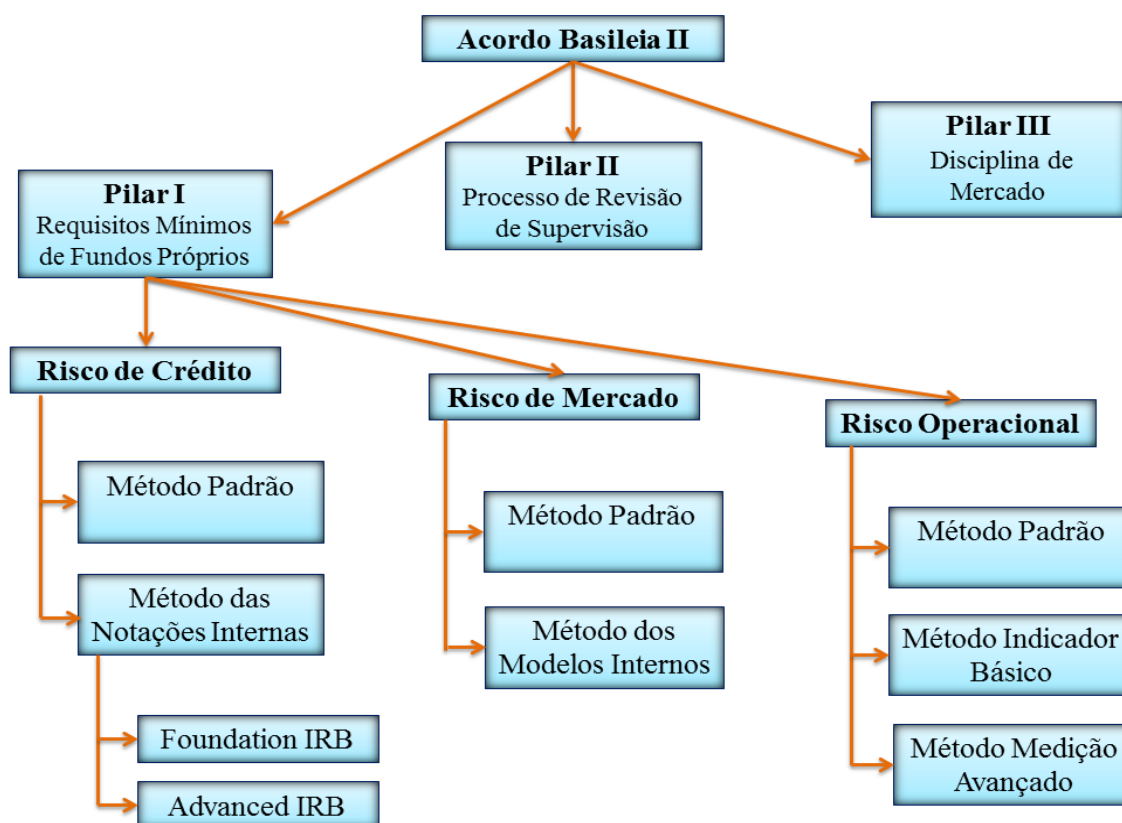 Acordo Basileia II
Pilar I
Requisitos Mínimos
de Fundos Próprios
Pilar II
Processo de Revisão
de Supervisão
Pilar III
Disciplina de
Mercado
Risco de Crédito
Método Padrão
Método das
Notações Internas
Foundation IRB
Advanced IRB
Risco de Mercado
Método Padrão
Método dos
Modelos Internos
Risco Operacional
Método Padrão
Método Indicador
Básico
Método Medição
Avançado